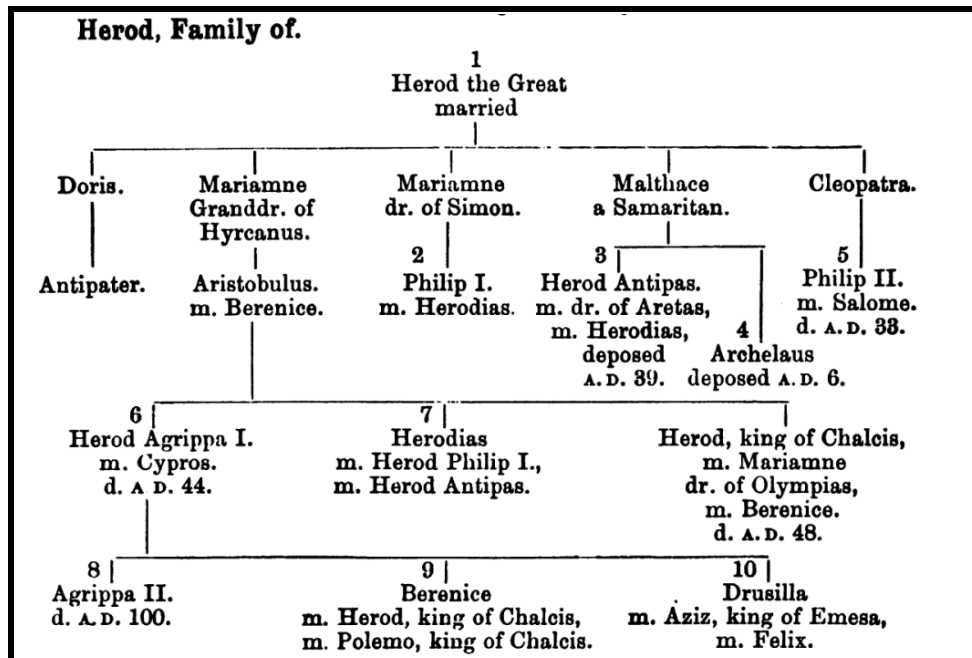 Herod, Family of.
1
Herod the Great
married
Doris.
Mariamne
Granddr. of
Hyrcanus.
Mariamne
dr. of Simon.
Malthace
a Samaritan.
Cleopatra.
Antipater.
Aristobulus.
m. Berenice.
2
Philip I.
m. Herodias.
3
Herod Antipas.
m. dr. of Aretas,
m. Herodias,
deposed
A.D. 39.
4
Archelaus
deposed A.D. 6.
5
Philip II.
m. Salome.
d. A.D. 33.
6
Herod Agrippa I.
m. Cypros.
d. A D. 44.
7
Herodias
m. Herod Philip I.,
m. Herod Antipas.
Herod, king of Chalcis,
m. Mariamne
dr. of Olympias,
m. Berenice.
d. A.D. 48.
8
Agrippa II.
d. A.D. 100.
9
Berenice
m. Herod, king of Chalcis,
m. Polemo, king of Chalcis.
10
Drusilla
m. Aziz, king of Emesa,
m. Felix.